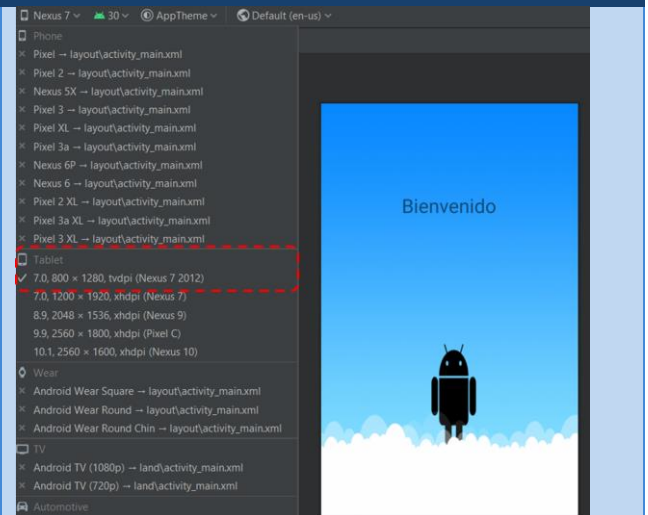 Nexus 7 30 AppTheme Default (en-us)
Phone
Pixel → layout\activity_main.xml
Pixel 2 → layout\activity_main.xml
Nexus 5X → layout\activity_main.xml
Pixel 3 → layout\activity_main.xml
Pixel XL → layout\activity_main.xml
Pixel 3a → layout\activity_main.xml
Nexus 6P → layout\activity_main.xml
Nexus 6 → layout\activity_main.xml
Pixel 2 XL → layout\activity_main.xml
Pixel 3a XL → layout\activity_main.xml
Pixel 3 XL → layout\activity_main.xml
Tablet
7.0, 800 × 1280, tvdpi (Nexus 7 2012)
7.0, 1200 × 1920, xhdpi (Nexus 7)
8.9, 2048 × 1536, xhdpi (Nexus 9)
9.9, 2560 × 1800, xhdpi (Pixel C)
10.1, 2560 × 1600, xhdpi (Nexus 10)
Wear
Android Wear Square → layout\activity_main.xml
Android Wear Round → layout\activity_main.xml
Android Wear Round Chin → layout\activity_main.xml
TV
Android TV (1080p) → land\activity_main.xml
Android TV (720p) → land\activity_main.xml
Automotive
Bienvenido